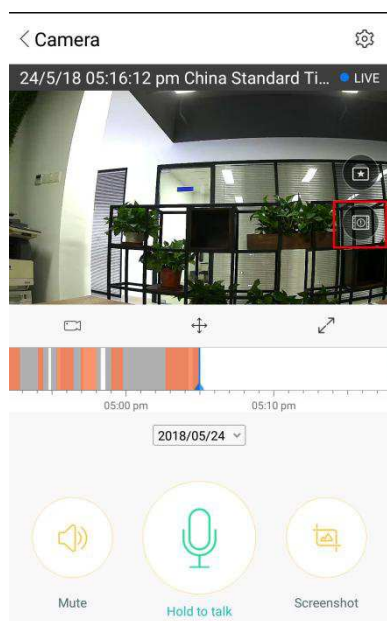 Camera
24/5/18 05:16:12 pm China Standard Ti... LIVE
05:00 pm 05:10 pm
2018/05/24
Mute
Hold to talk
Screenshot